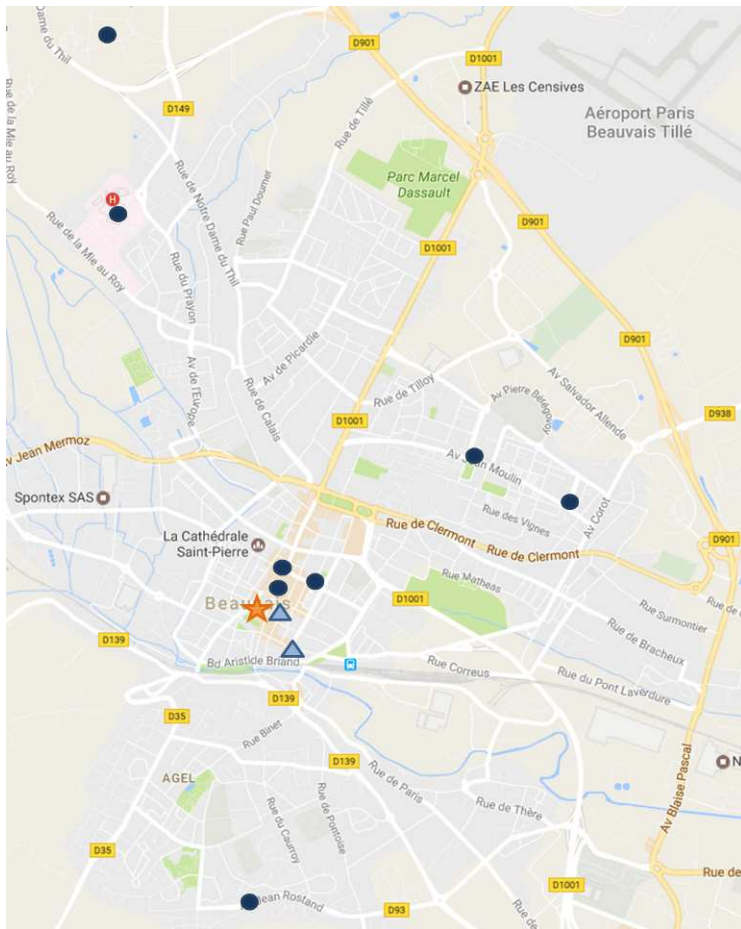 D901
D1001
Dame du Thil
ZAE Les Censives
Rue de Tillé
Aéroport Paris
Beauvais Tillé
D149
Rue de la Mie au Roy
Parc Marcel
Dassault
H
Rue Paul Doumer
Rue de Notre Dame du Thil
D901
Rue de la Mie au Roy
D1001
Rue du Prayon
D901
Av de Picardie
Av de l'Europe
Rue de Tilloy
Av Pierre Bérégovoy
Av Salvador Allende
Rue de Calais
D1001
D938
Av Jean Mermoz
Av Jean Moulin
Spontex SAS
Rue des Vignes
Av Corot
Rue de Clermont
La Cathédrale
Saint-Pierre
Rue de Clermont
D901
Rue Matheas
D1001
Beauvais
Rue Surmontier
D139
Rue de Bracheux
Bd Aristide Briand
Rue Correus
Rue du Pont Laverdure
D139
D35
Rue Binet
D139
N
AGEL
Rue de Paris
Av Blaise Pascal
Rue de Thère
Rue du Caurroy
Rue de Pontoise
D35
Rue de
D1001
Jean Rostand
D93